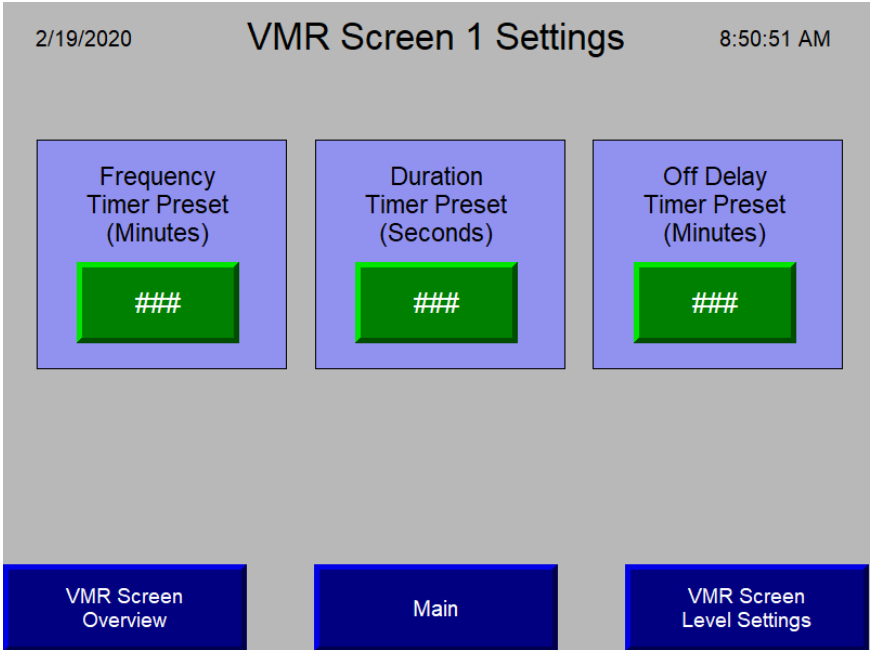 2/19/2020
VMR Screen 1 Settings
8:50:51 AM
Frequency
Timer Preset
(Minutes)
###
Duration
Timer Preset
(Seconds)
###
Off Delay
Timer Preset
(Minutes)
###
VMR Screen
Overview
Main
VMR Screen
Level Settings